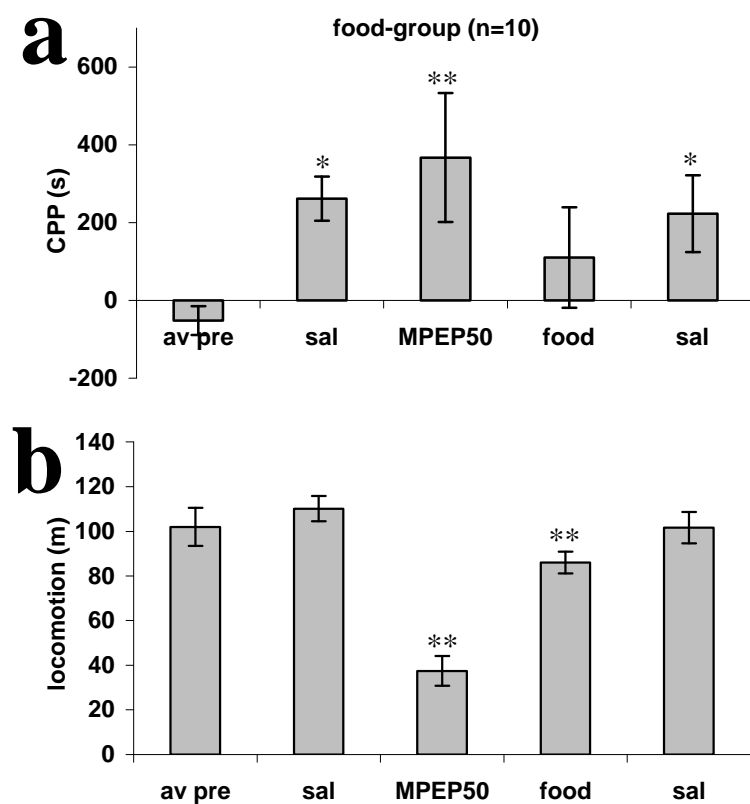 a
food-group (n=10)
600
400
200
0
-200
CPP (s)
*
**
*
av pre sal MPEP50 food sal
b
140
120
100
80
60
40
20
0
locomotion (m)
**
**
av pre sal MPEP50 food sal